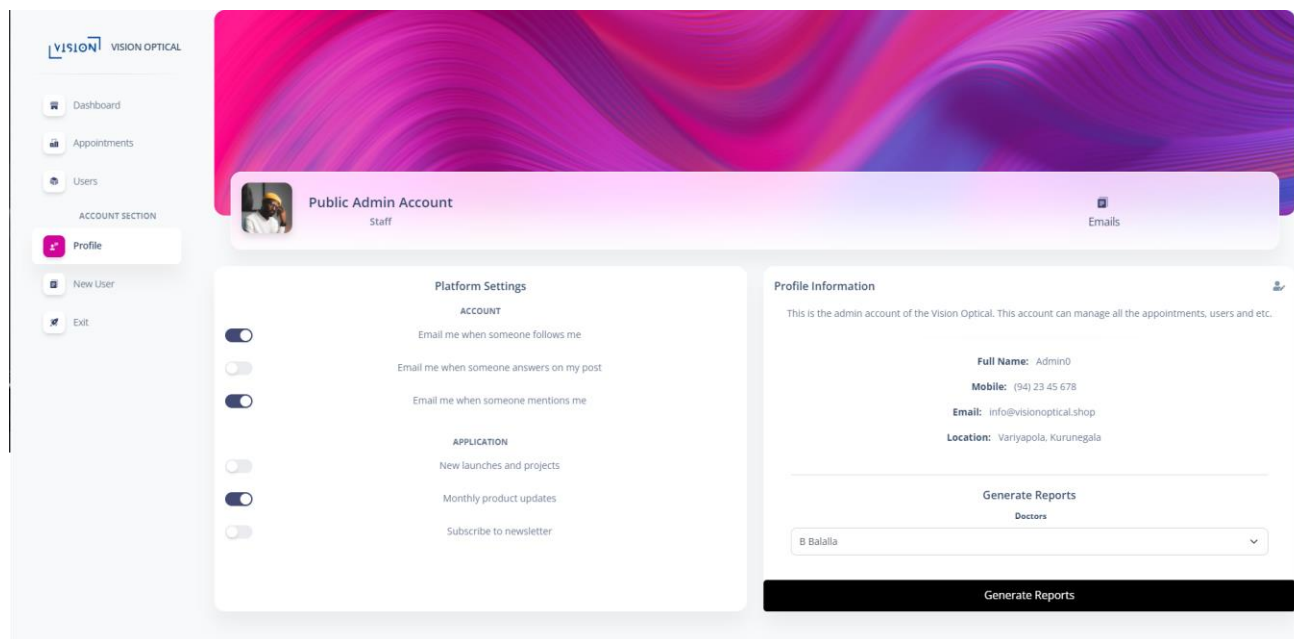 VISION VISION OPTICAL
Dashboard
Appointments
Users
ACCOUNT SECTION
Profile
New User
Exit
Public Admin Account
Staff
Emails
Platform Settings
ACCOUNT
Email me when someone follows me
Email me when someone answers on my post
Email me when someone mentions me
APPLICATION
New launches and projects
Monthly product updates
Subscribe to newsletter
Profile Information
This is the admin account of the Vision Optical. This account can manage all the appointments, users and etc.
Full Name: Admin0
Mobile: (94) 23 45 678
Email: info@visionoptical.shop
Location: Variyapola, Kurunegala
Generate Reports
Doctors
B Balalla
Generate Reports